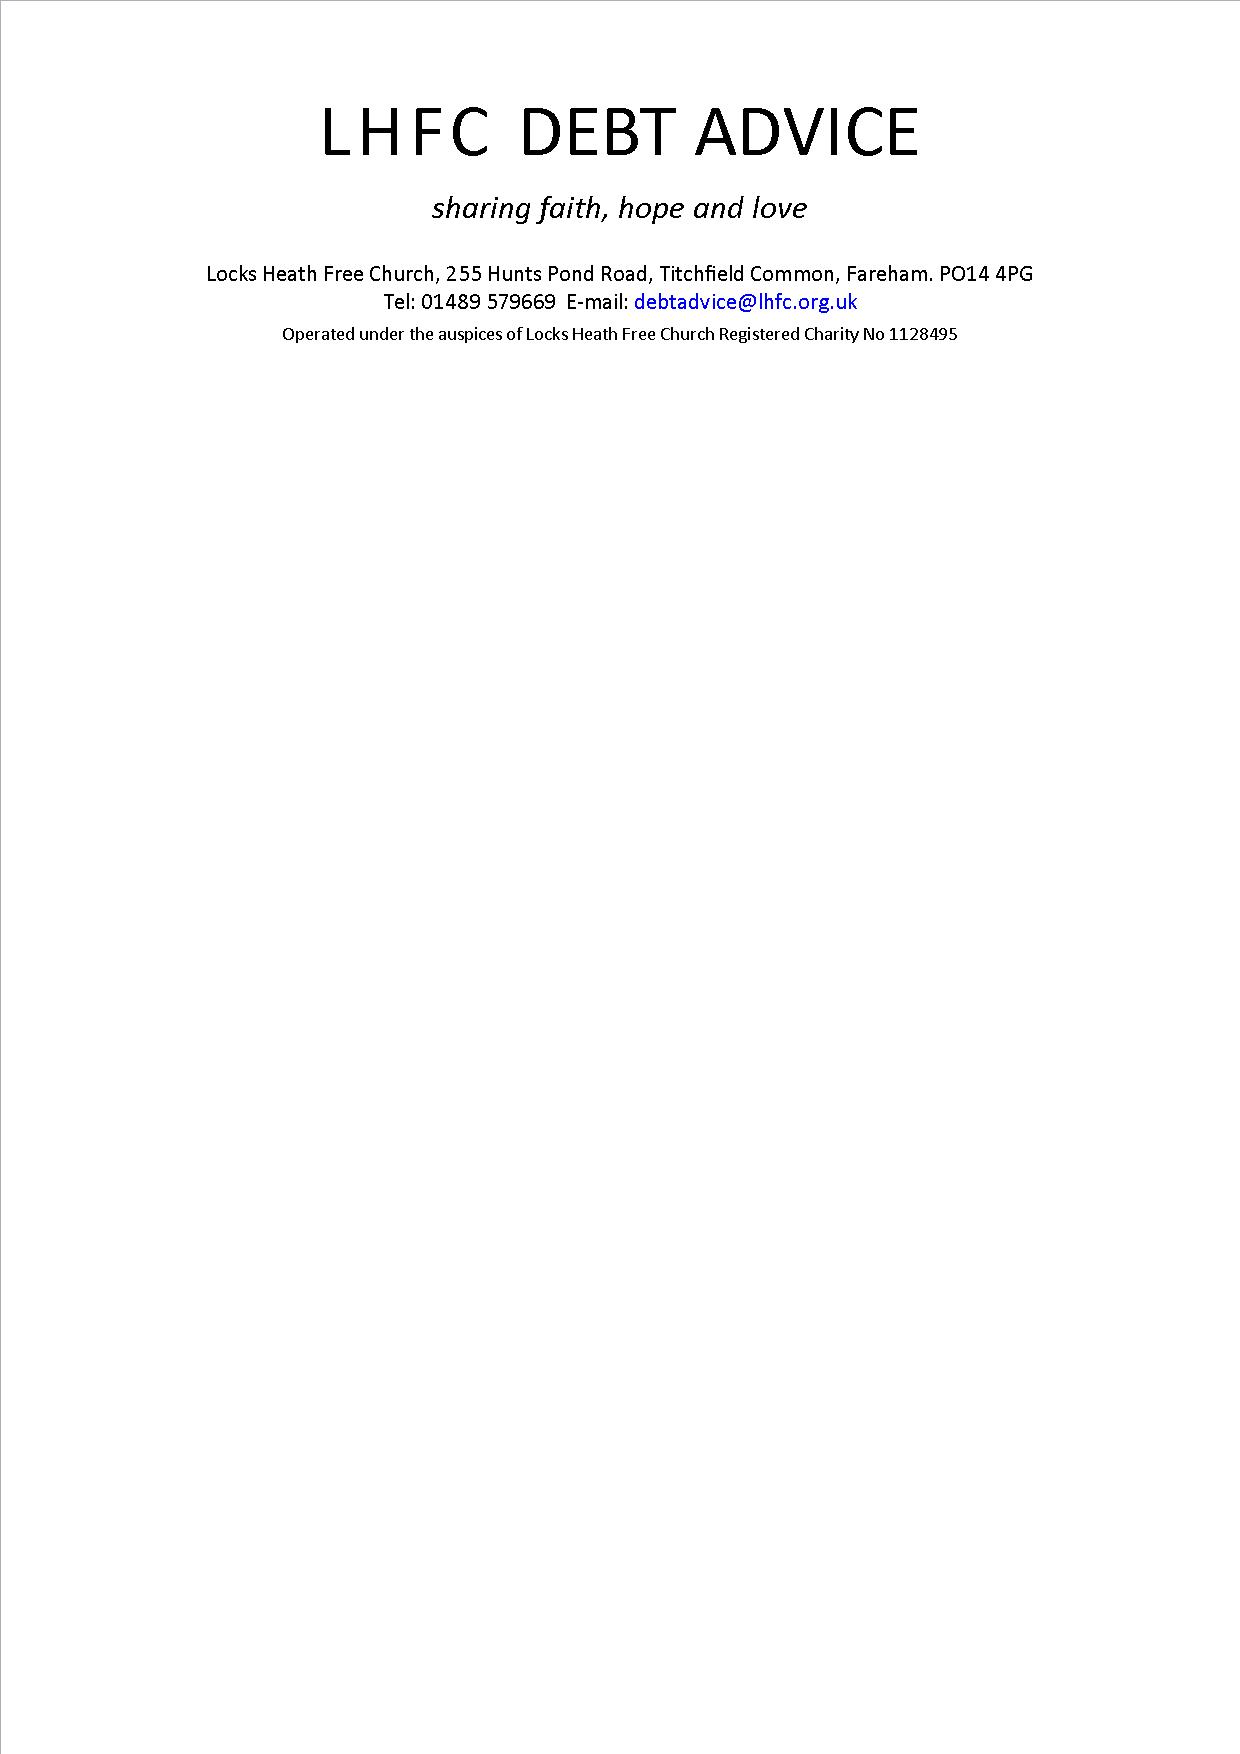 LHFC DEBT ADVICE
sharing faith, hope and love
Locks Heath Free Church, 255 Hunts Pond Road, Titchfield Common, Fareham. PO14 4PG
Tel: 01489 579669 E-mail: debtadvice@lhfc.org.uk
Operated under the auspices of Locks Heath Free Church Registered Charity No 1128495